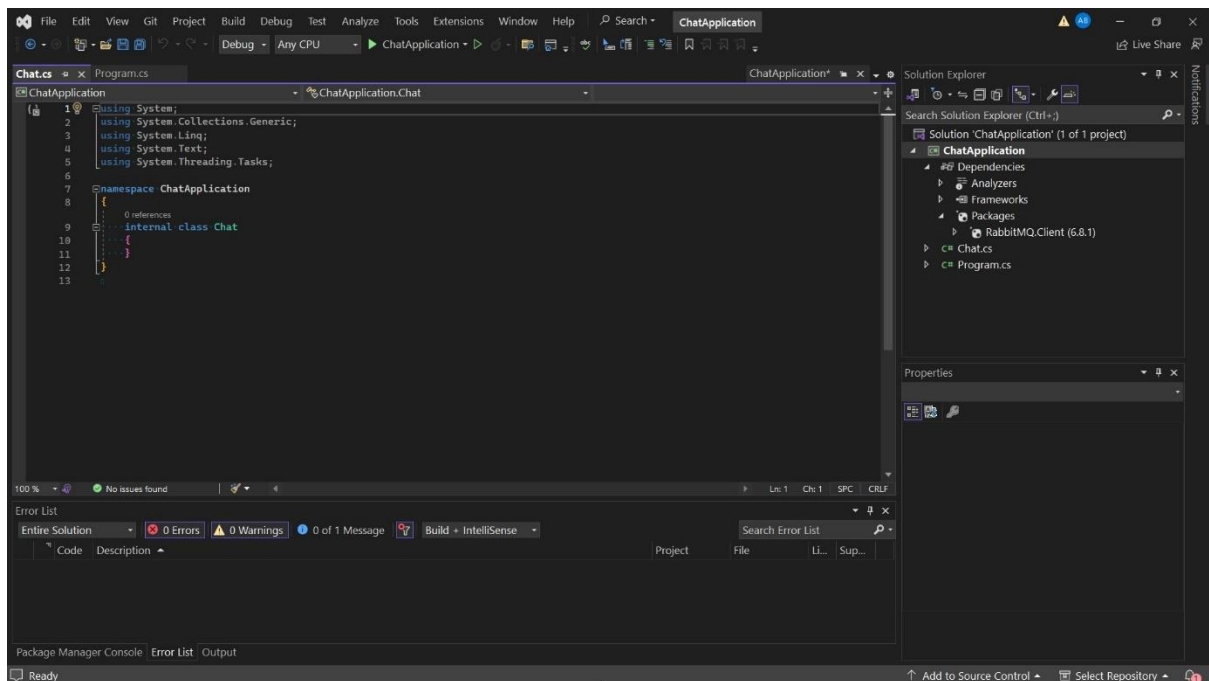 File Edit View Git Project Build Debug Test Analyze Tools Extensions Window Help Search ChatApplication AB
Debug Any CPU ChatApplication Live Share
Chat.cs Program.cs ChatApplication*
ChatApplication ChatApplication.Chat
1 using System;
2 using System.Collections.Generic;
3 using System.Linq;
4 using System.Text;
5 using System.Threading.Tasks;
6
7 namespace ChatApplication
8 {
0 references
9 internal class Chat
10 {
11 }
12 }
13
100 % No issues found Ln: 1 Ch: 1 SPC CRLF
Error List
Entire Solution 0 Errors 0 Warnings 0 of 1 Message Build + IntelliSense Search Error List
Code Description Project File Li... Sup...
Package Manager Console Error List Output
Solution Explorer
Search Solution Explorer (Ctrl+;)
Solution 'ChatApplication' (1 of 1 project)
ChatApplication
Dependencies
Analyzers
Frameworks
Packages
RabbitMQ.Client (6.8.1)
C# Chat.cs
C# Program.cs
Properties
Notifications
Ready Add to Source Control Select Repository 1